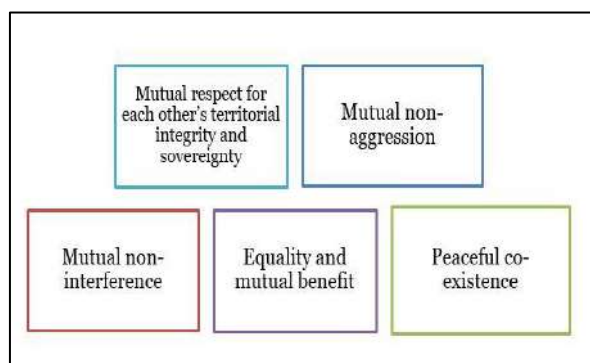 Mutual respect for
each other's territorial
integrity and
sovereignty
Mutual non-
aggression
Mutual non-
interference
Equality and
mutual benefit
Peaceful co-
existence